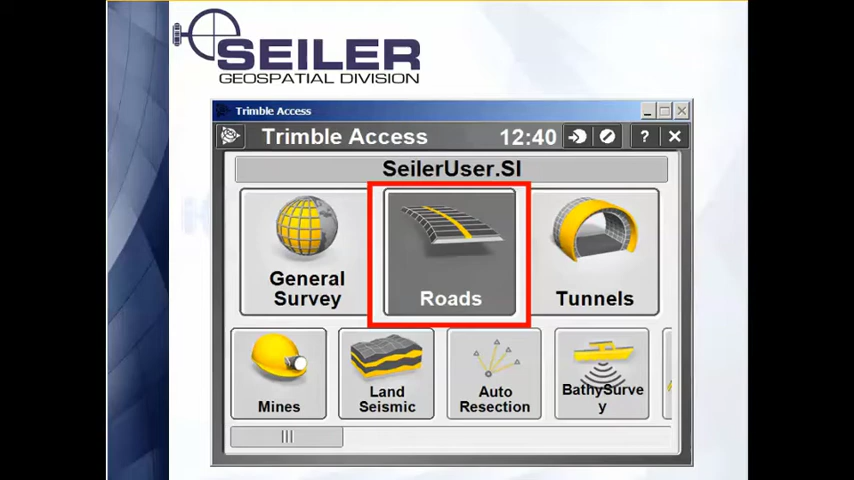 SEILER
GEOSPATIAL DIVISION
Trimble Access
Trimble Access 12:40 ? X
SeilerUser.SI
General
Survey
Roads
Tunnels
Mines
Land
Seismic
Auto
Resection
BathySurve
y